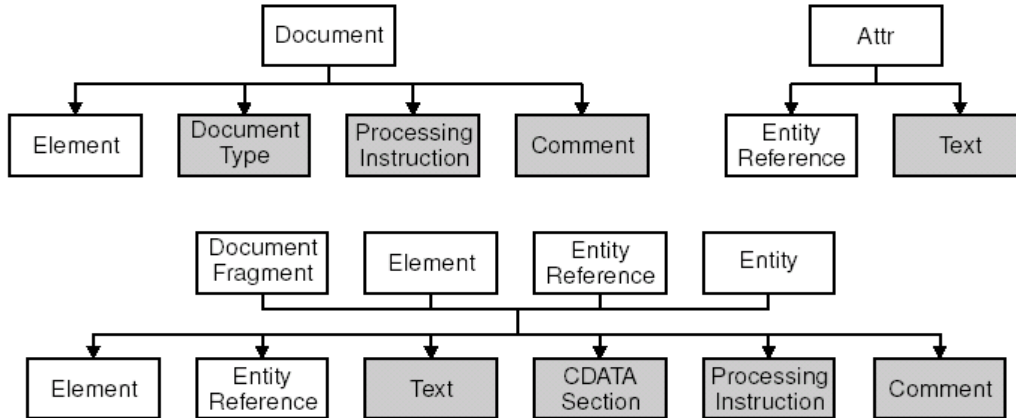 Document
Attr
Element
Document
Type
Processing
Instruction
Comment
Entity
Reference
Text
Document
Fragment
Element
Entity
Reference
Entity
Element
Entity
Reference
Text
CDATA
Section
Processing
Instruction
Comment